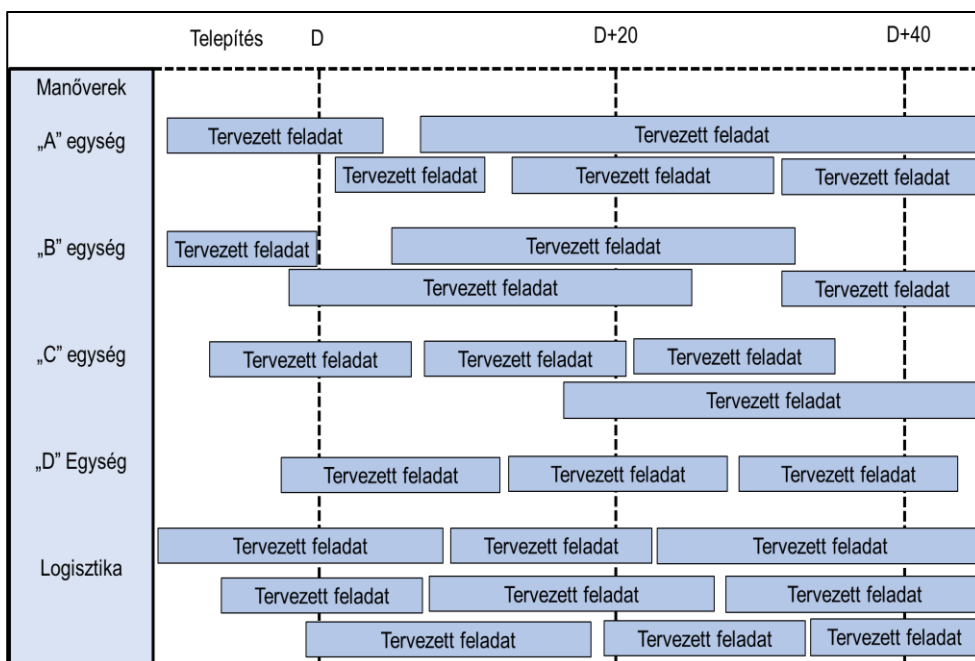 Telepítés D D+20 D+40
Manőverek
„A” egység
Tervezett feladat Tervezett feladat
Tervezett feladat Tervezett feladat Tervezett feladat
„B” egység
Tervezett feladat Tervezett feladat
Tervezett feladat Tervezett feladat
„C” egység
Tervezett feladat Tervezett feladat Tervezett feladat
Tervezett feladat
„D” Egység
Tervezett feladat Tervezett feladat Tervezett feladat
Logisztika
Tervezett feladat Tervezett feladat Tervezett feladat
Tervezett feladat Tervezett feladat Tervezett feladat
Tervezett feladat Tervezett feladat Tervezett feladat